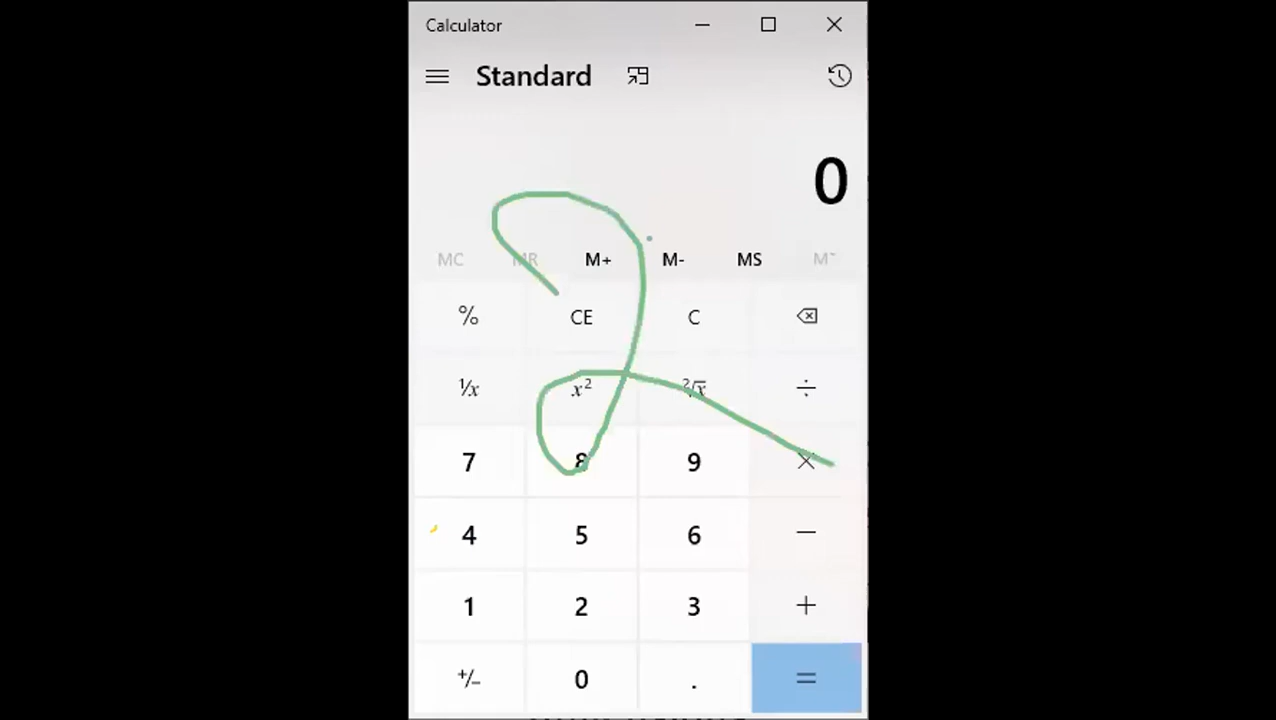 Calculator
Standard
0
MC MR M+ M- MS M˅
% CE C
⅟x x² ²√x ÷
7 8 9 ×
4 5 6 −
1 2 3 +
+/− 0 . =
2